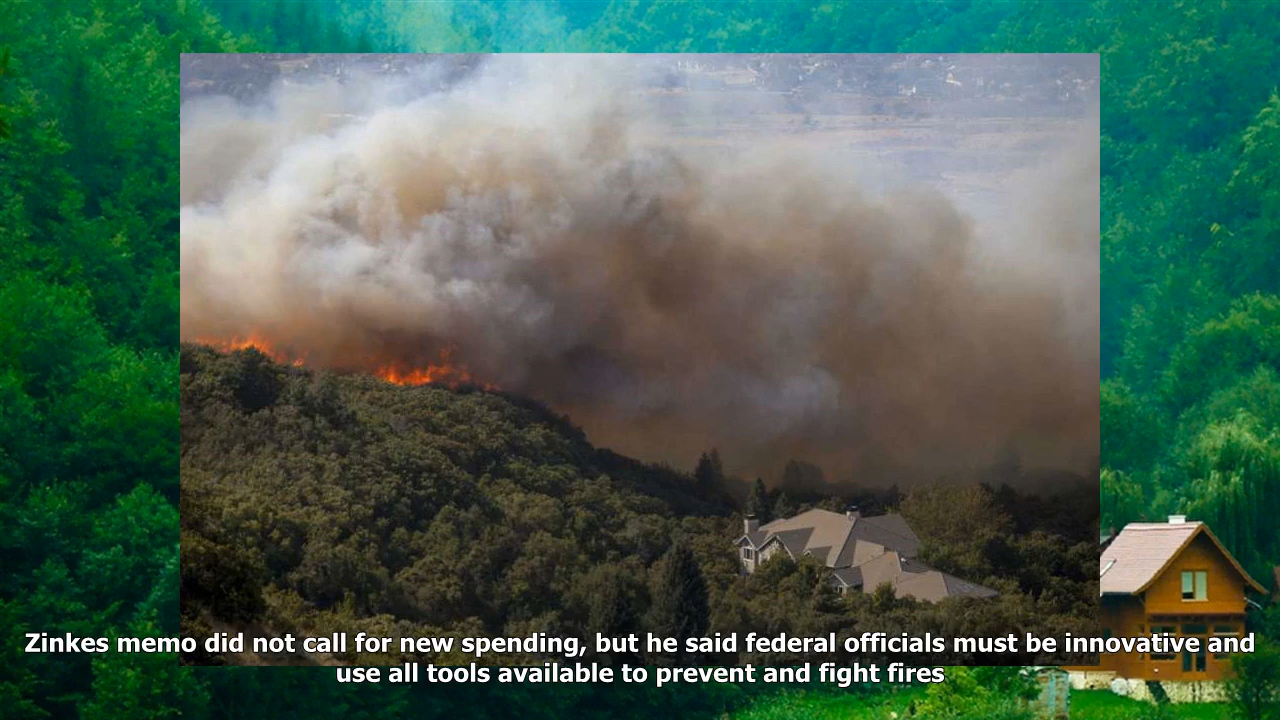 Zinkes memo did not call for new spending, but he said federal officials must be innovative and
use all tools available to prevent and fight fires